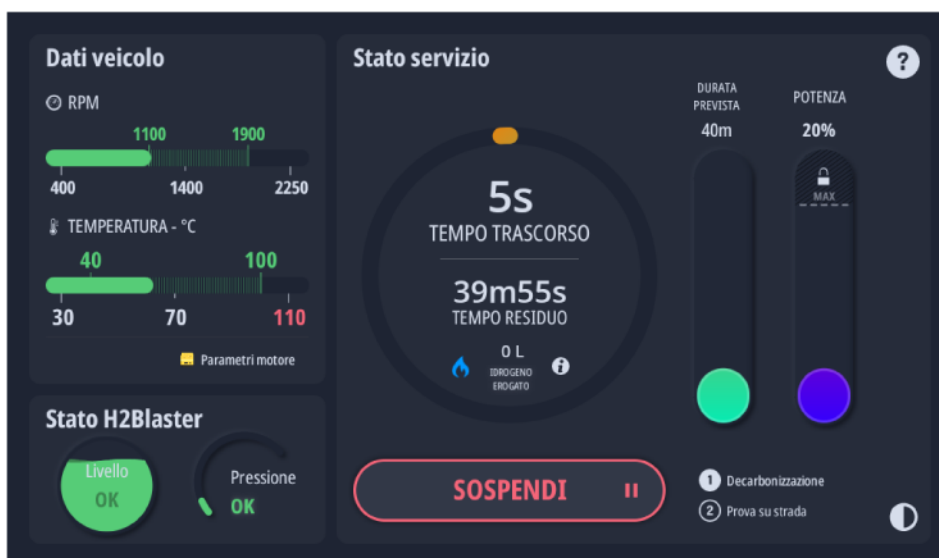 Dati veicolo
RPM
1100 1900
400 1400 2250
TEMPERATURA - °C
40 100
30 70 110
Parametri motore
Stato H2Blaster
Livello
OK
Pressione
OK
Stato servizio
?
5s
TEMPO TRASCORSO
39m55s
TEMPO RESIDUO
0 L
IDROGENO
EROGATO
i
SOSPENDI
DURATA
PREVISTA
40m
POTENZA
20%
MAX
1 Decarbonizzazione
2 Prova su strada